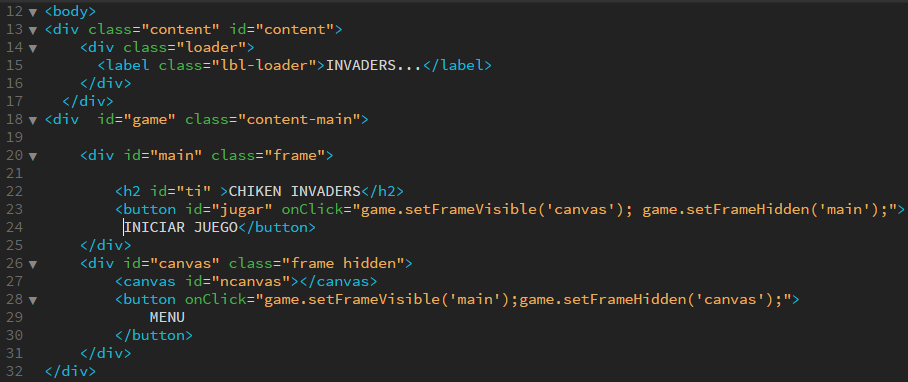 12 <body>
13 <div class="content" id="content">
14 <div class="loader">
15 <label class="lbl-loader">INVADERS...</label>
16 </div>
17 </div>
18 <div  id="game" class="content-main">
19
20 <div id="main" class="frame">
21
22 <h2 id="ti" >CHIKEN INVADERS</h2>
23 <button id="jugar" onClick="game.setFrameVisible('canvas'); game.setFrameHidden('main');">
24 INICIAR JUEGO</button>
25 </div>
26 <div id="canvas" class="frame hidden">
27 <canvas id="ncanvas"></canvas>
28 <button onClick="game.setFrameVisible('main');game.setFrameHidden('canvas');">
29 MENU
30 </button>
31 </div>
32 </div>